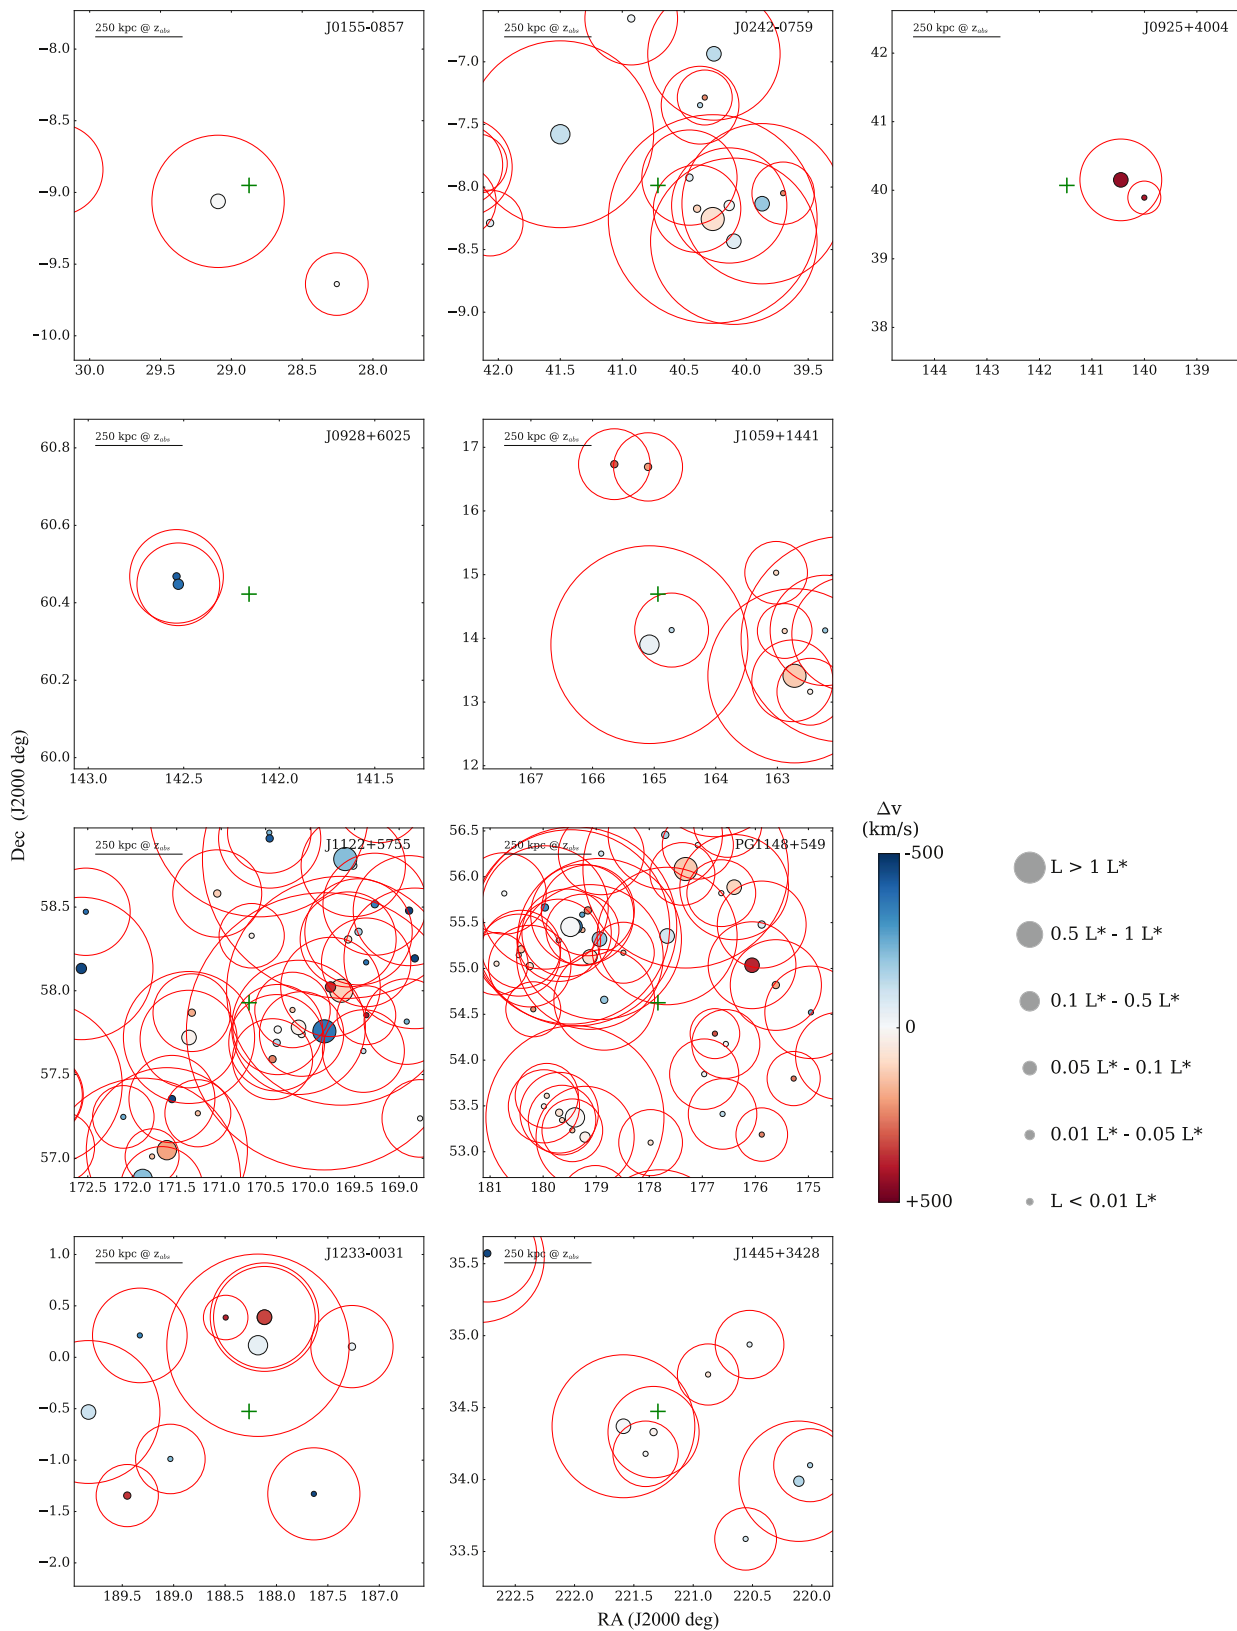 250 kpc @ z_abs
J0155-0857
−8.0
−8.5
−9.0
−9.5
−10.0
30.0 29.5 29.0 28.5 28.0
250 kpc @ z_abs
J0242-0759
−7.0
−7.5
−8.0
−8.5
−9.0
42.0 41.5 41.0 40.5 40.0 39.5
250 kpc @ z_abs
J0925+4004
42
41
40
39
38
144 143 142 141 140 139
250 kpc @ z_abs
J0928+6025
60.8
60.6
60.4
60.2
60.0
143.0 142.5 142.0 141.5
250 kpc @ z_abs
J1059+1441
17
16
15
14
13
12
167 166 165 164 163
Dec (J2000 deg)
250 kpc @ z_abs
J1122+5755
58.5
58.0
57.5
57.0
172.5 172.0 171.5 171.0 170.5 170.0 169.5 169.0
250 kpc @ z_abs
PG1148+549
56.5
56.0
55.5
55.0
54.5
54.0
53.5
53.0
181 180 179 178 177 176 175
Δv
(km/s)
-500
0
+500
L > 1 L*
0.5 L* - 1 L*
0.1 L* - 0.5 L*
0.05 L* - 0.1 L*
0.01 L* - 0.05 L*
L < 0.01 L*
250 kpc @ z_abs
J1233-0031
1.0
0.5
0.0
−0.5
−1.0
−1.5
−2.0
189.5 189.0 188.5 188.0 187.5 187.0
250 kpc @ z_abs
J1445+3428
35.5
35.0
34.5
34.0
33.5
222.5 222.0 221.5 221.0 220.5 220.0
RA (J2000 deg)